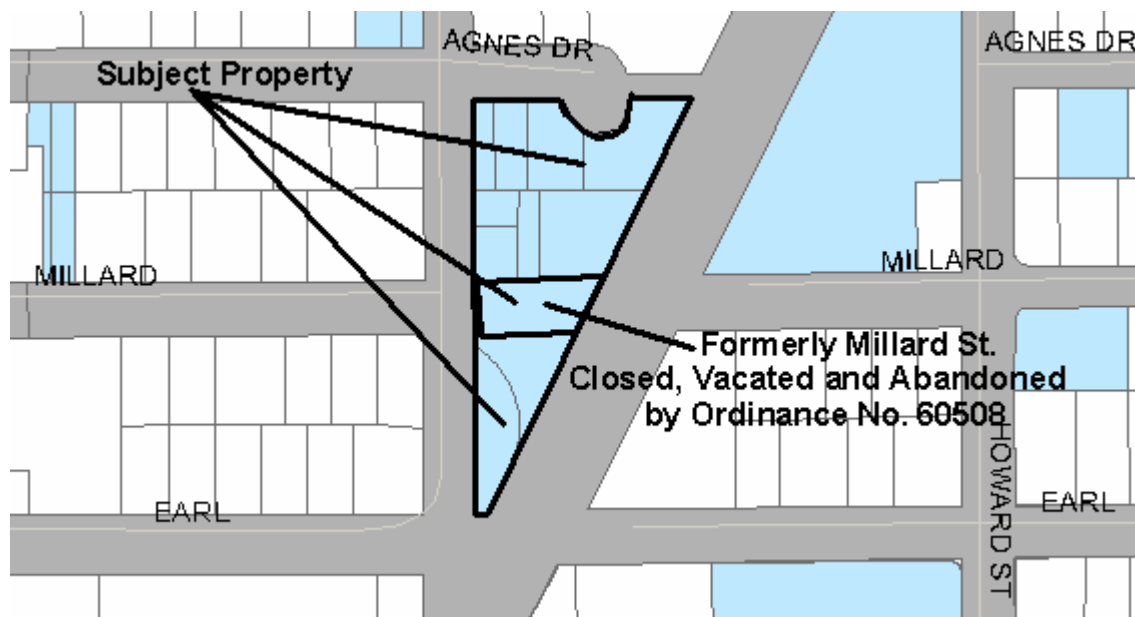 AGNES DR
AGNES DR
Subject Property
MILLARD
MILLARD
Formerly Millard St.
Closed, Vacated and Abandoned
by Ordinance No. 60508
HOWARD ST
EARL
EARL